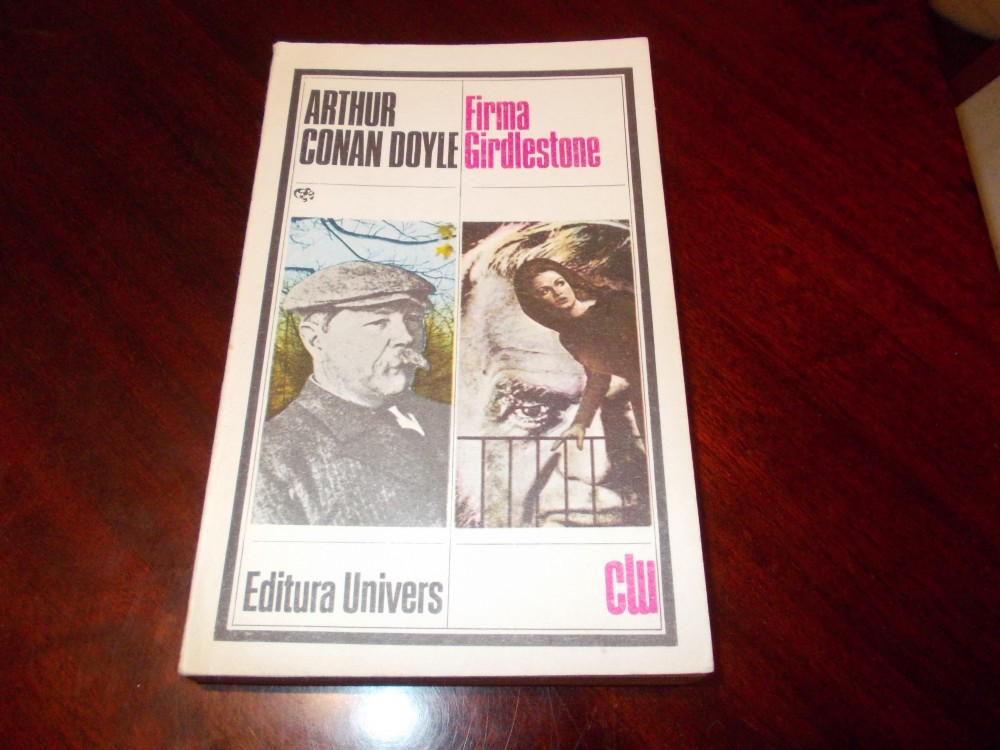 ARTHUR
CONAN DOYLE
Firma
Girdlestone
Editura Univers
clu